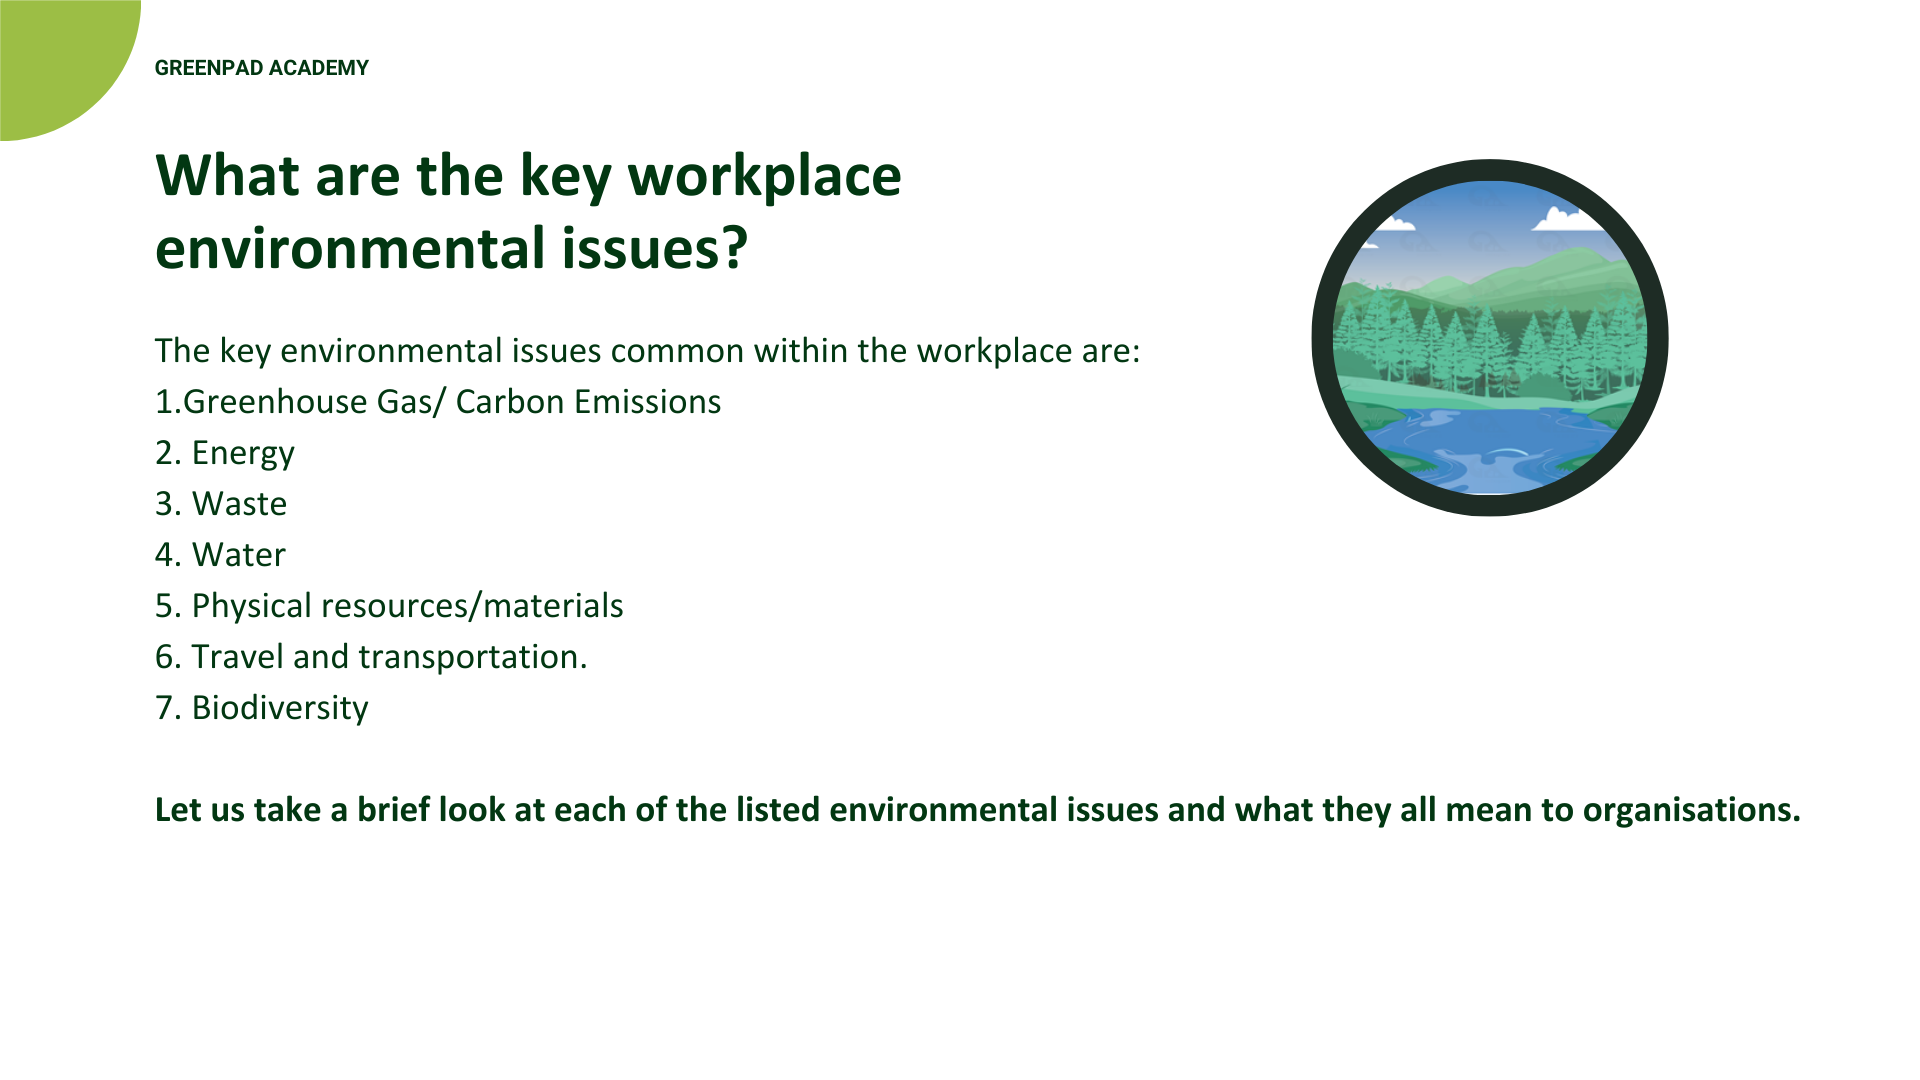 GREENPAD ACADEMY
What are the key workplace
environmental issues?
The key environmental issues common within the workplace are:
1.Greenhouse Gas/ Carbon Emissions
2. Energy
3. Waste
4. Water
5. Physical resources/materials
6. Travel and transportation.
7. Biodiversity
Let us take a brief look at each of the listed environmental issues and what they all mean to organisations.